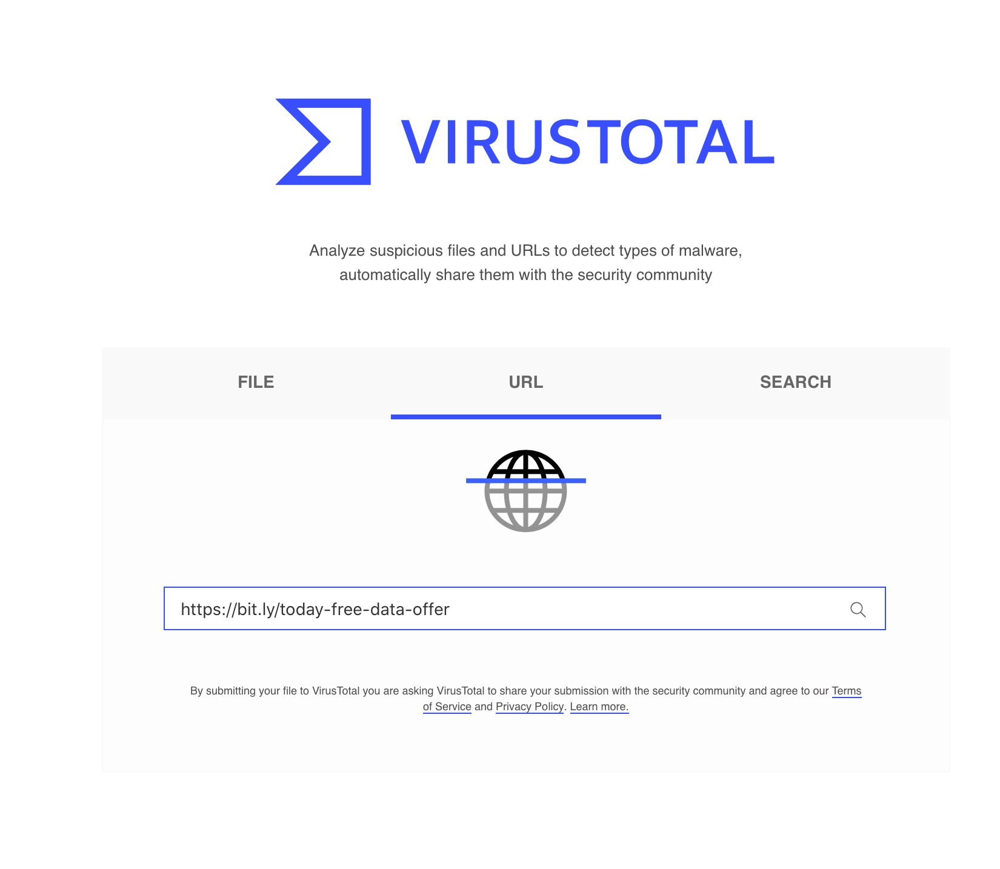 VIRUSTOTAL
Analyze suspicious files and URLs to detect types of malware,
automatically share them with the security community
FILE
URL
SEARCH
https://bit.ly/today-free-data-offer
By submitting your file to VirusTotal you are asking VirusTotal to share your submission with the security community and agree to our Terms
of Service and Privacy Policy. Learn more.